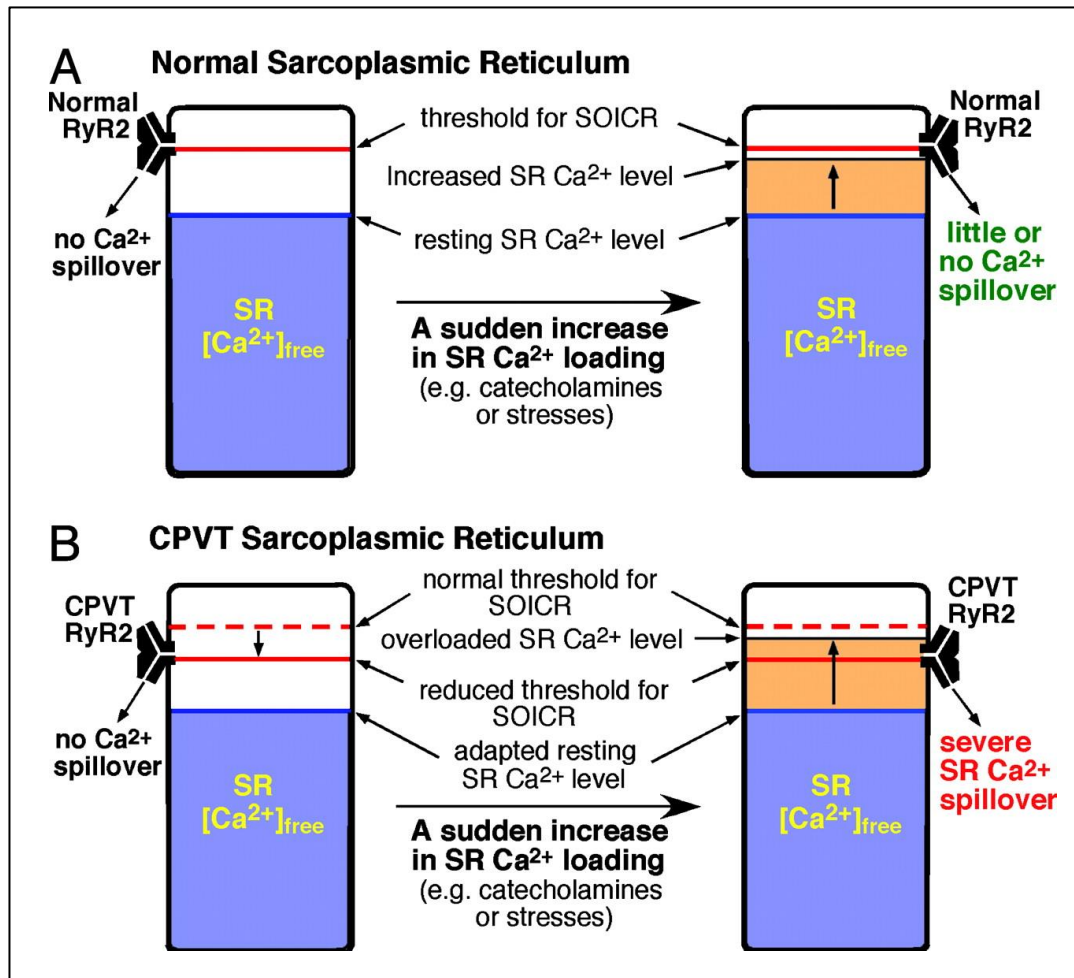 A Normal Sarcoplasmic Reticulum
Normal
RyR2
no Ca²⁺
spillover
SR
[Ca²⁺]free
threshold for SOICR
Increased SR Ca²⁺ level
resting SR Ca²⁺ level
A sudden increase
in SR Ca²⁺ loading
(e.g. catecholamines
or stresses)
Normal
RyR2
little or
no Ca²⁺
spillover
SR
[Ca²⁺]free
B CPVT Sarcoplasmic Reticulum
CPVT
RyR2
no Ca²⁺
spillover
SR
[Ca²⁺]free
normal threshold for
SOICR
overloaded SR Ca²⁺ level
reduced threshold for
SOICR
adapted resting
SR Ca²⁺ level
A sudden increase
in SR Ca²⁺ loading
(e.g. catecholamines
or stresses)
CPVT
RyR2
severe
SR Ca²⁺
spillover
SR
[Ca²⁺]free